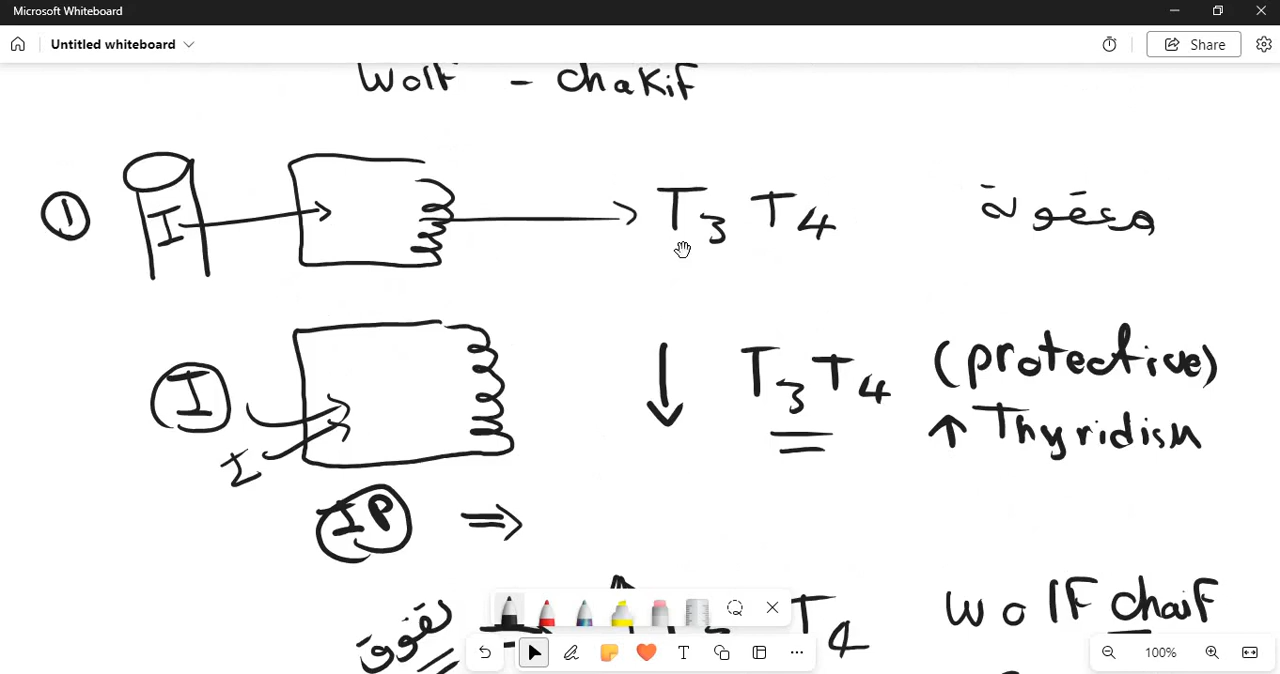 Microsoft Whiteboard
Untitled whiteboard
Share
Wolf - chakif
① I T3 T4
I ↓ T3 T4 (protective)
I ↑ Thyridism
IP ⇒
T4 wolf chaif
100%